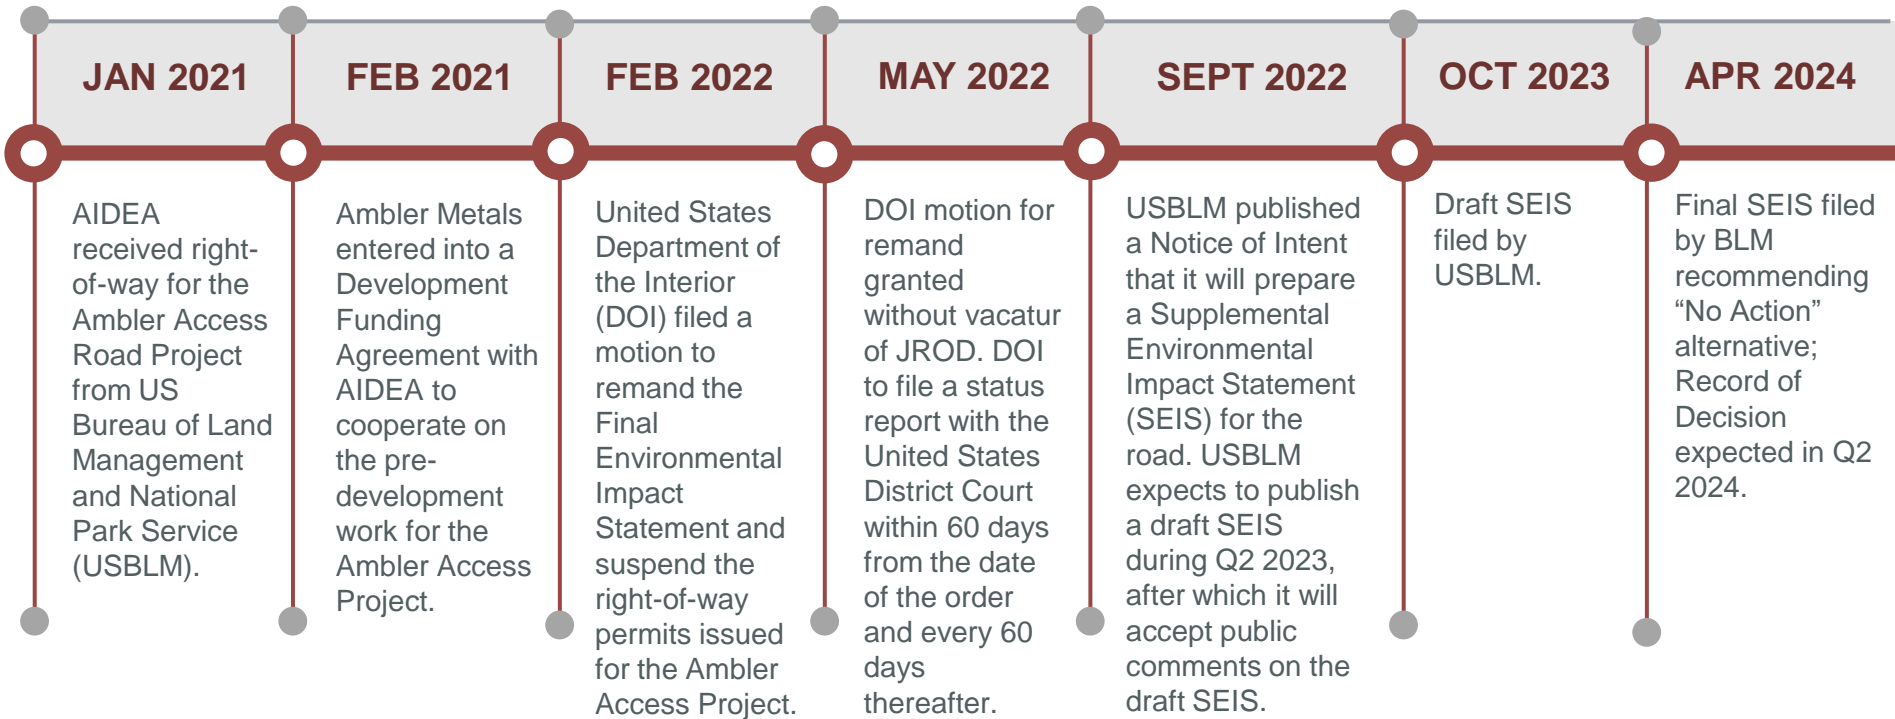 JAN 2021
AIDEA
received right-
of-way for the
Ambler Access
Road Project
from US
Bureau of Land
Management
and National
Park Service
(USBLM).
FEB 2021
Ambler Metals
entered into a
Development
Funding
Agreement with
AIDEA to
cooperate on
the pre-
development
work for the
Ambler Access
Project.
FEB 2022
United States
Department of
the Interior
(DOI) filed a
motion to
remand the
Final
Environmental
Impact
Statement and
suspend the
right-of-way
permits issued
for the Ambler
Access Project.
MAY 2022
DOI motion for
remand
granted
without vacatur
of JROD. DOI
to file a status
report with the
United States
District Court
within 60 days
from the date
of the order
and every 60
days
thereafter.
SEPT 2022
USBLM published
a Notice of Intent
that it will prepare
a Supplemental
Environmental
Impact Statement
(SEIS) for the
road. USBLM
expects to publish
a draft SEIS
during Q2 2023,
after which it will
accept public
comments on the
draft SEIS.
OCT 2023
Draft SEIS
filed by
USBLM.
APR 2024
Final SEIS filed
by BLM
recommending
“No Action”
alternative;
Record of
Decision
expected in Q2
2024.